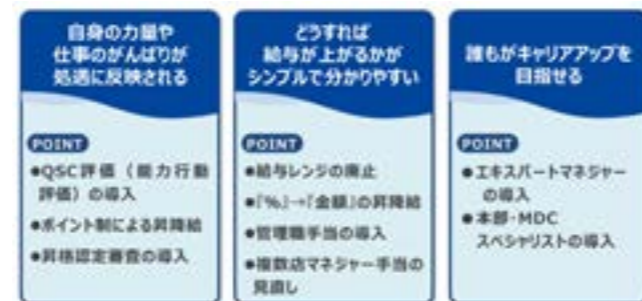 自身の力量や
仕事のがんばりが
処遇に反映される
POINT
●QSC評価（能力行動
評価）の導入
●ポイント制による昇降給
●昇格認定審査の導入
どうすれば
給与が上がるかが
シンプルで分かりやすい
POINT
●給与レンジの廃止
●『%』→『金額』の昇降給
●管理職手当の導入
●複数店マネジャー手当の
見直し
誰もがキャリアアップを
目指せる
POINT
●エキスパートマネジャー
の導入
●本部・MDC
スペシャリストの導入